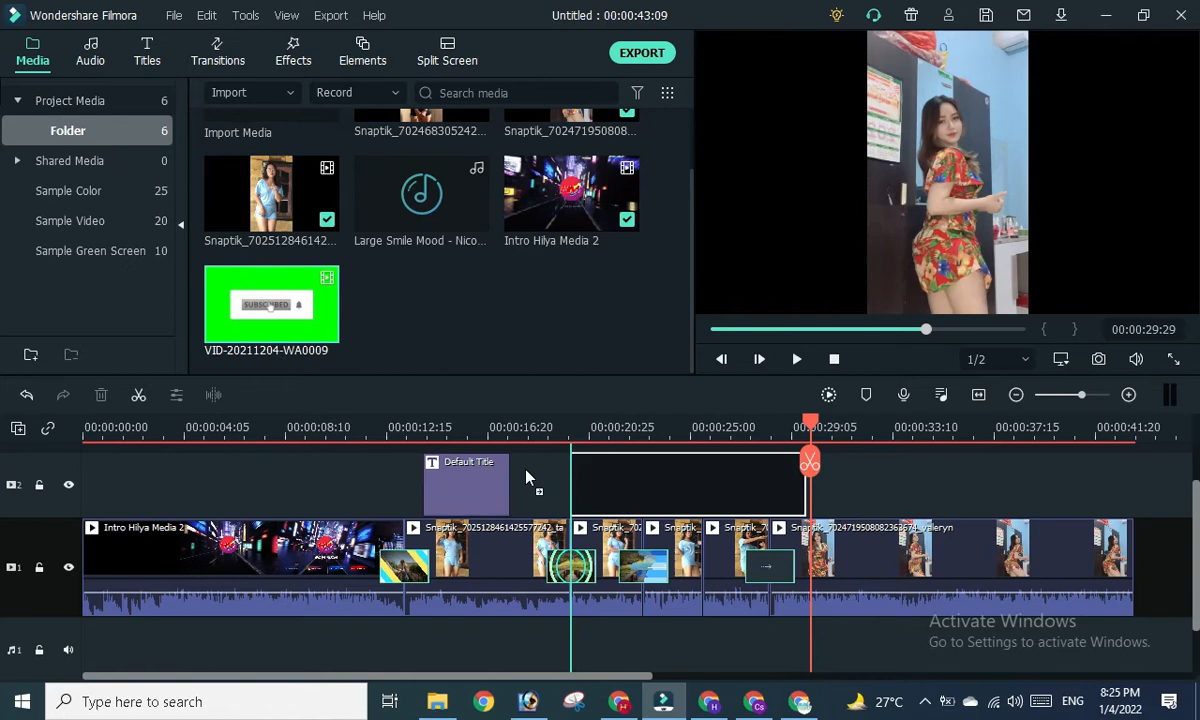 Wondershare Filmora File Edit Tools View Export Help Untitled : 00:00:43:09
Media Audio Titles Transitions Effects Elements Split Screen EXPORT
Project Media 6
Folder 6
Shared Media 0
Sample Color 25
Sample Video 20
Sample Green Screen 10
Import Record Search media
Import Media Snaptik_702468305242... Snaptik_702471950808...
Snaptik_702512846142... Large Smile Mood - Nico... Intro Hilya Media 2
SUBSCRIBED
VID-20211204-WA0009
00:00:29:29
1/2
00:00:00:00 00:00:04:05 00:00:08:10 00:00:12:15 00:00:16:20 00:00:20:25 00:00:25:00 00:00:29:05 00:00:33:10 00:00:37:15 00:00:41:20
2
T Default Title
1
Intro Hilya Media 2 Snaptik_7025128461425577742_ta Snaptik_702 Snaptik_7 Snaptik_70 Snaptik_7024719508082363674_valeryn
1
Activate Windows
Go to Settings to activate Windows.
Type here to search
27°C ENG 8:25 PM
1/4/2022